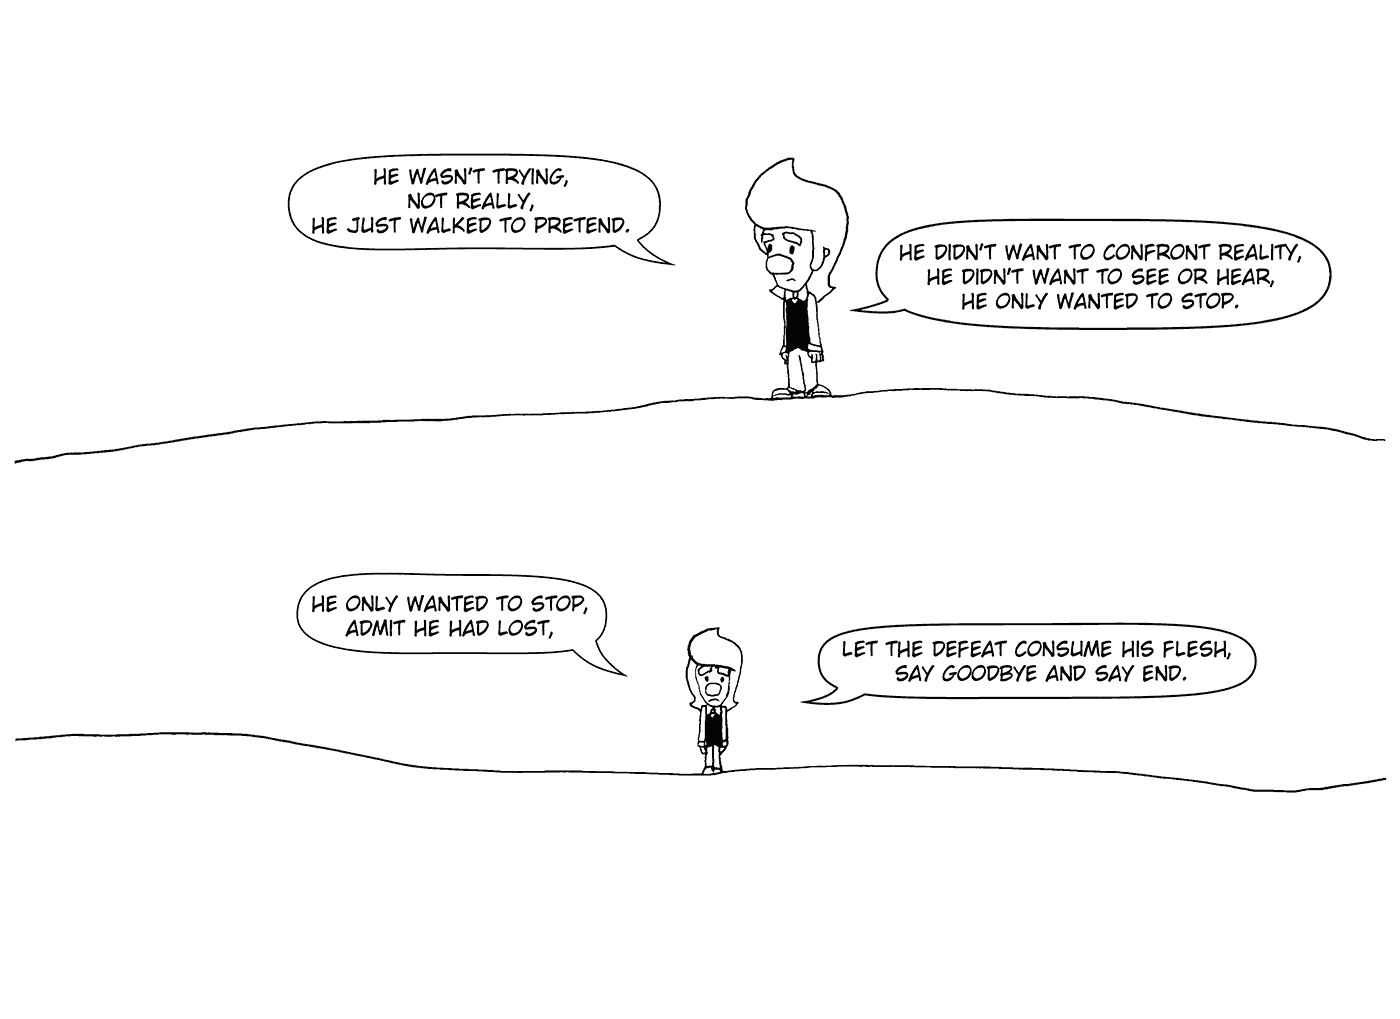 HE WASN'T TRYING,
NOT REALLY,
HE JUST WALKED TO PRETEND.
HE DIDN'T WANT TO CONFRONT REALITY,
HE DIDN'T WANT TO SEE OR HEAR,
HE ONLY WANTED TO STOP.
HE ONLY WANTED TO STOP,
ADMIT HE HAD LOST,
LET THE DEFEAT CONSUME HIS FLESH,
SAY GOODBYE AND SAY END.